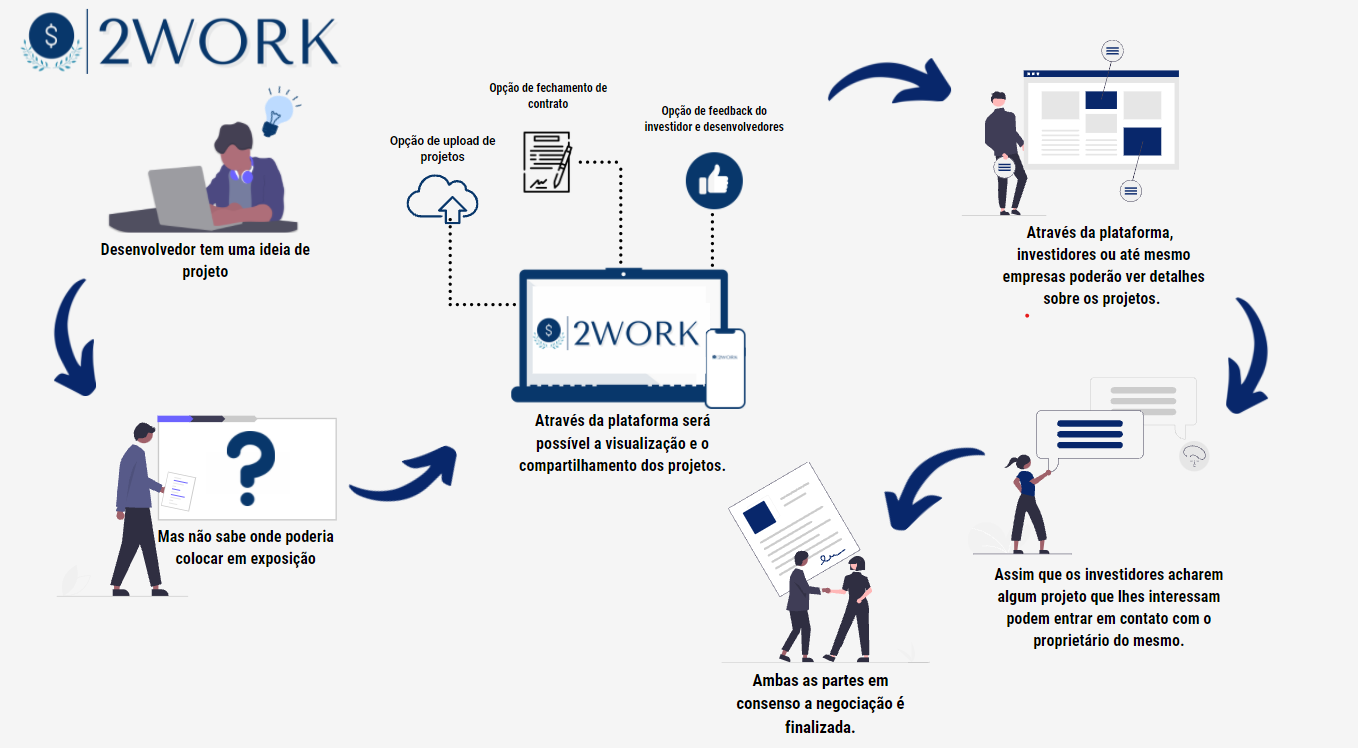 2WORK
Desenvolvedor tem uma ideia de
projeto
Mas não sabe onde poderia
colocar em exposição
Opção de upload de
projetos
Opção de fechamento de
contrato
Opção de feedback do
investidor e desenvolvedores
2WORK
2WORK
Através da plataforma será
possível a visualização e o
compartilhamento dos projetos.
Através da plataforma,
investidores ou até mesmo
empresas poderão ver detalhes
sobre os projetos.
Assim que os investidores acharem
algum projeto que lhes interessam
podem entrar em contato com o
proprietário do mesmo.
Ambas as partes em
consenso a negociação é
finalizada.